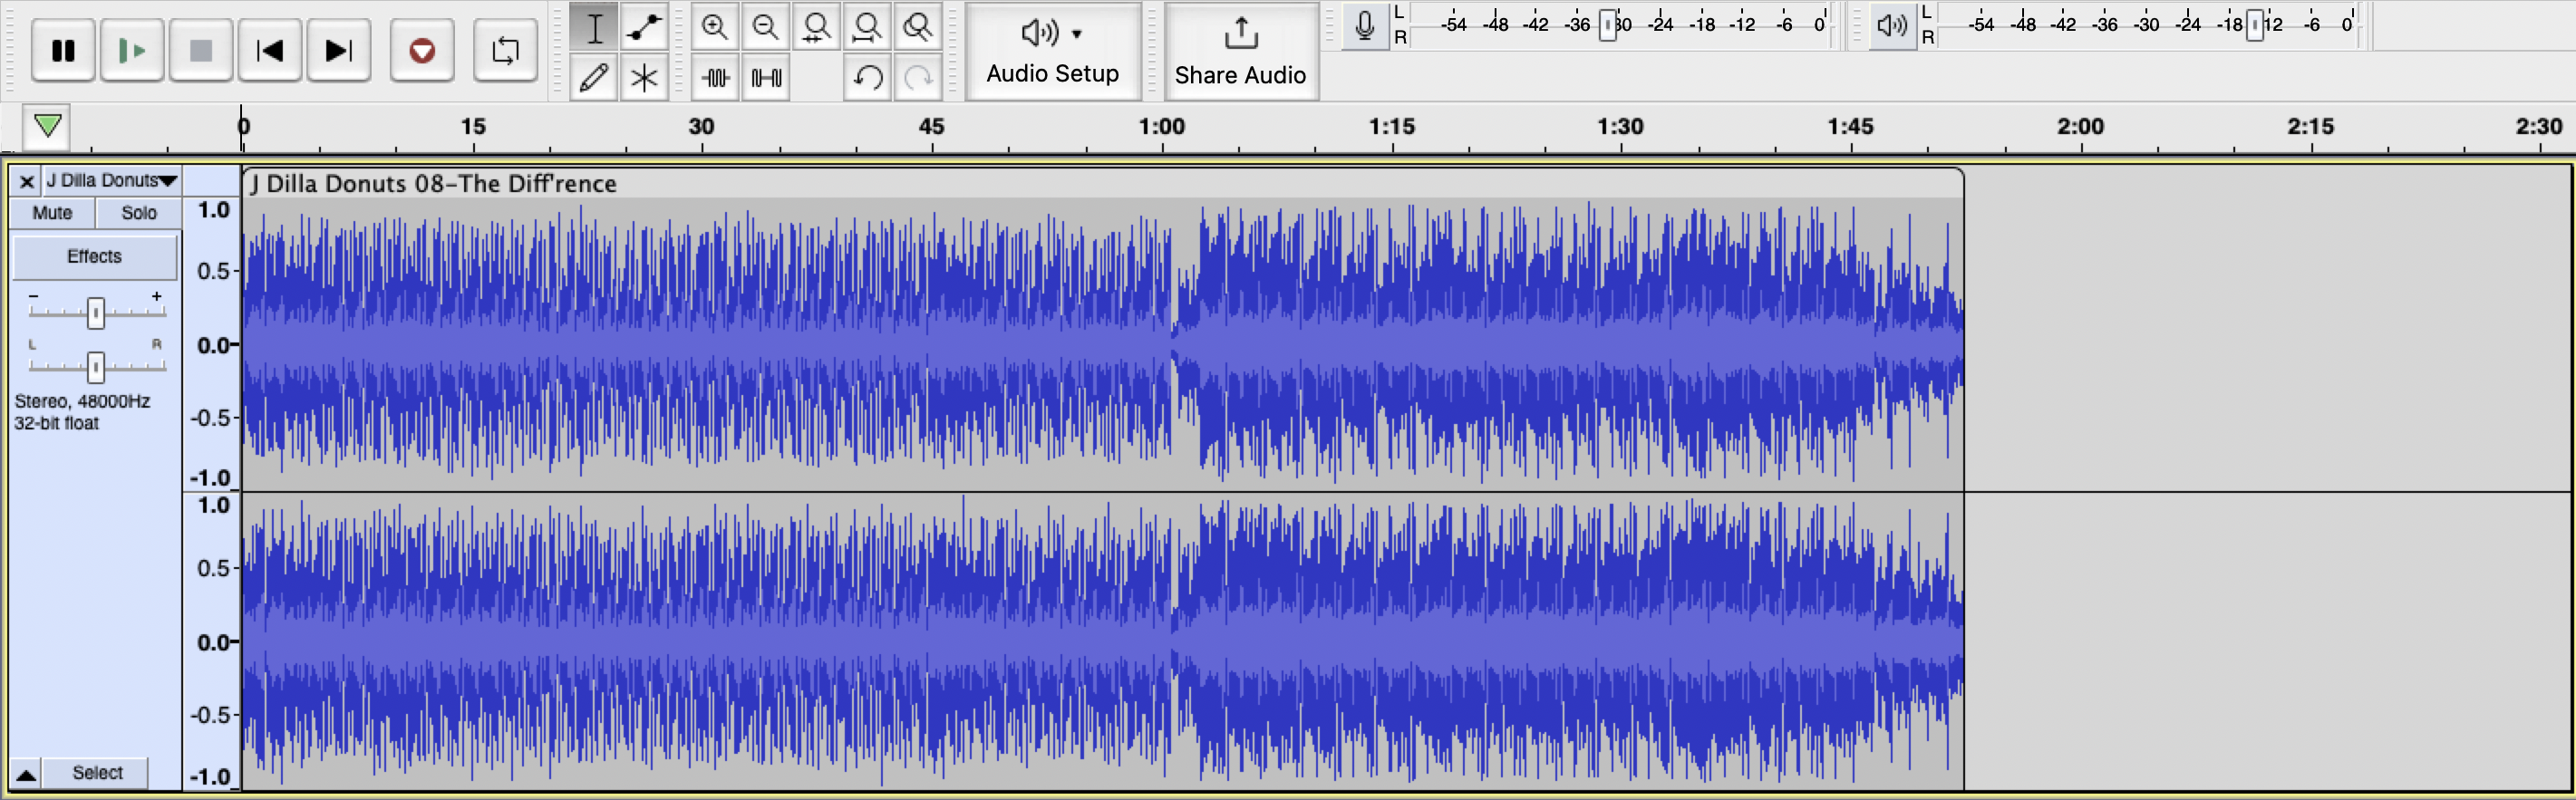 Audio Setup
Share Audio
L
R
-54 -48 -42 -36 30 -24 -18 -12 -6 0
L
R
-54 -48 -42 -36 -30 -24 -18 12 -6 0
0 15 30 45 1:00 1:15 1:30 1:45 2:00 2:15 2:30
J Dilla Donuts
J Dilla Donuts 08-The Diff'rence
Mute Solo
Effects
- +
L R
Stereo, 48000Hz
32-bit float
Select
1.0
0.5
0.0
-0.5
-1.0
1.0
0.5
0.0
-0.5
-1.0